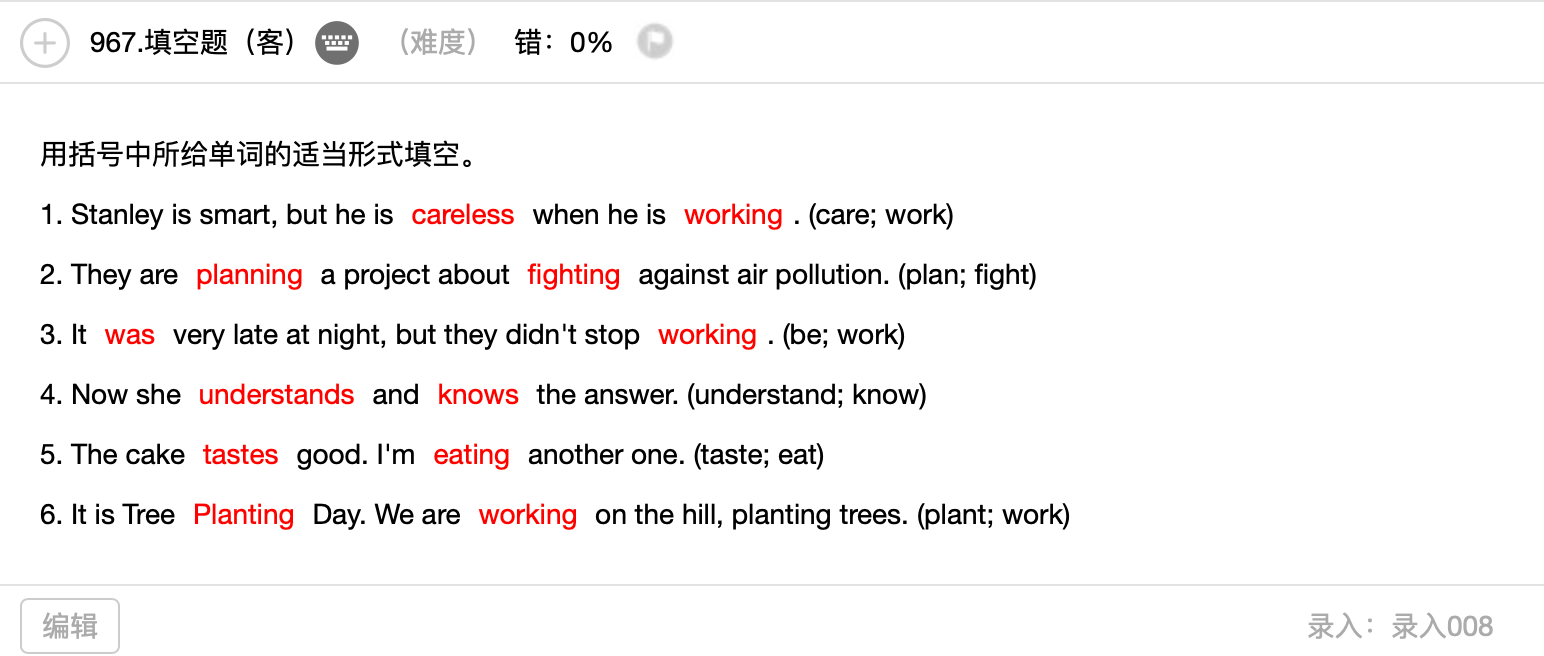 967.填空题（客） （难度） 错：0%
用括号中所给单词的适当形式填空。
1. Stanley is smart, but he is careless when he is working . (care; work)
2. They are planning a project about fighting against air pollution. (plan; fight)
3. It was very late at night, but they didn't stop working . (be; work)
4. Now she understands and knows the answer. (understand; know)
5. The cake tastes good. I'm eating another one. (taste; eat)
6. It is Tree Planting Day. We are working on the hill, planting trees. (plant; work)
编辑 录入：录入008